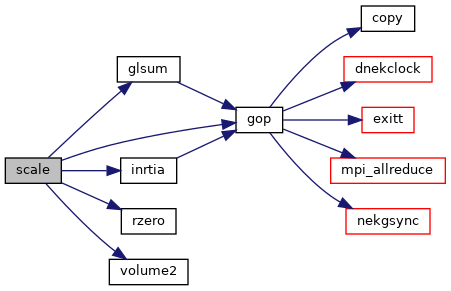 copy
glsum
dnekclock
gop
exitt
scale
inrtia
mpi_allreduce
rzero
nekgsync
volume2